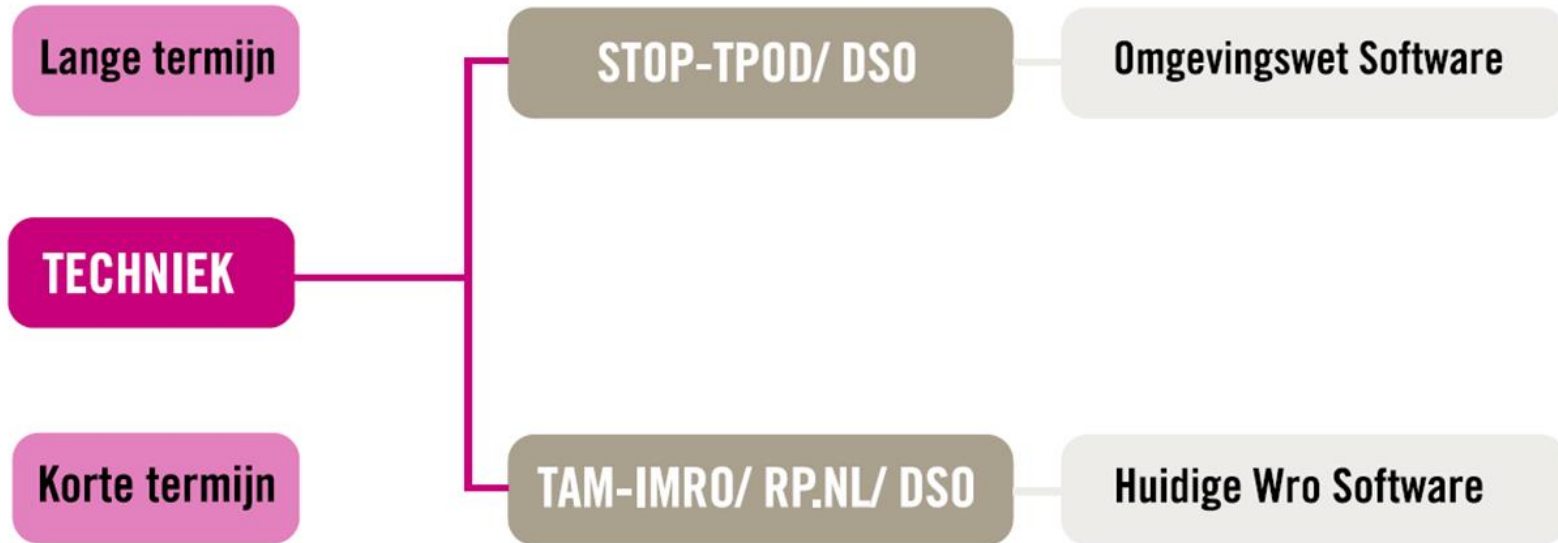 Lange termijn
STOP-TPOD/ DSO
Omgevingswet Software
TECHNIEK
Korte termijn
TAM-IMRO/ RP.NL/ DSO
Huidige Wro Software